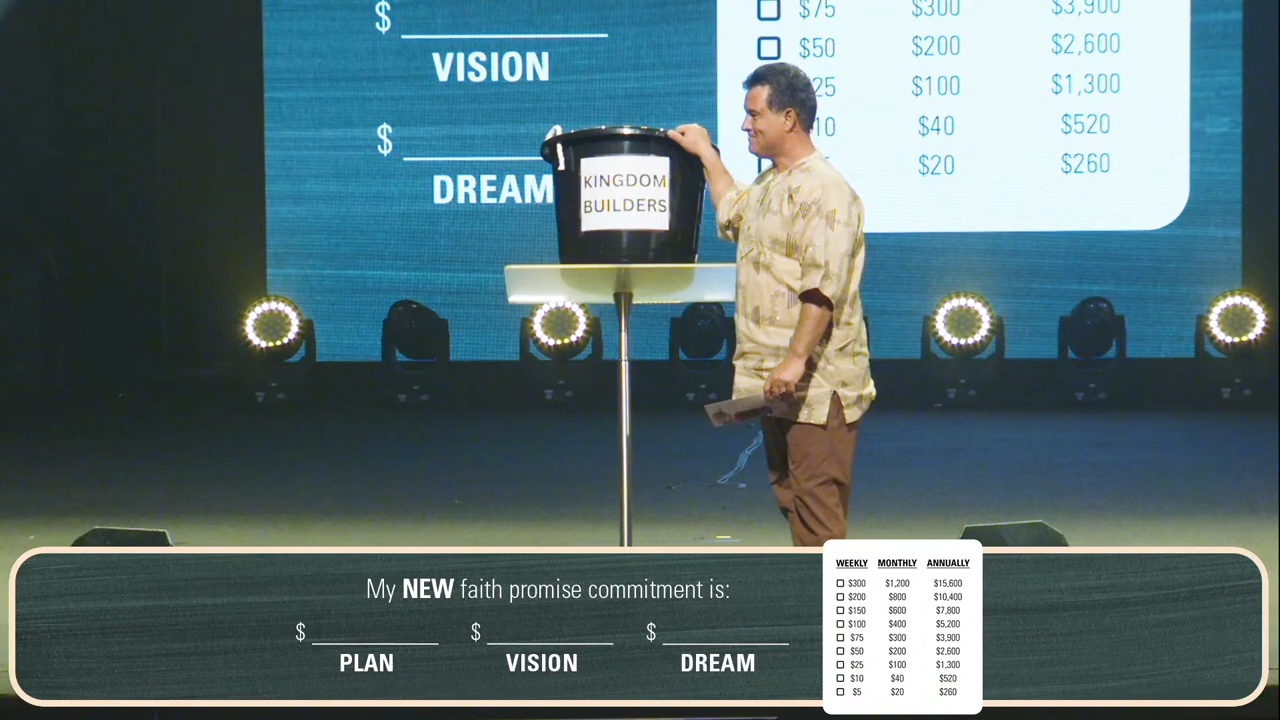 $
VISION
$
DREAM
$75 $300 $3,900
$50 $200 $2,600
25 $100 $1,300
10 $40 $520
$20 $260
KINGDOM
BUILDERS
My NEW faith promise commitment is:
$ $ $
PLAN VISION DREAM
WEEKLY MONTHLY ANNUALLY
$300 $1,200 $15,600
$200 $800 $10,400
$150 $600 $7,800
$100 $400 $5,200
$75 $300 $3,900
$50 $200 $2,600
$25 $100 $1,300
$10 $40 $520
$5 $20 $260